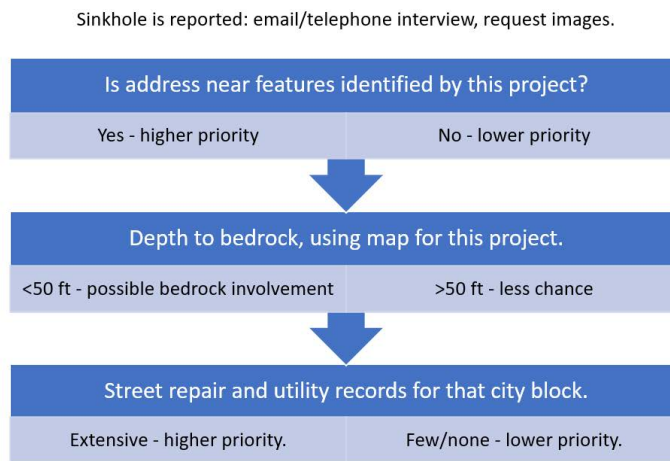 Sinkhole is reported: email/telephone interview, request images.
Is address near features identified by this project?
Yes - higher priority
No - lower priority
Depth to bedrock, using map for this project.
<50 ft - possible bedrock involvement
>50 ft - less chance
Street repair and utility records for that city block.
Extensive - higher priority.
Few/none - lower priority.